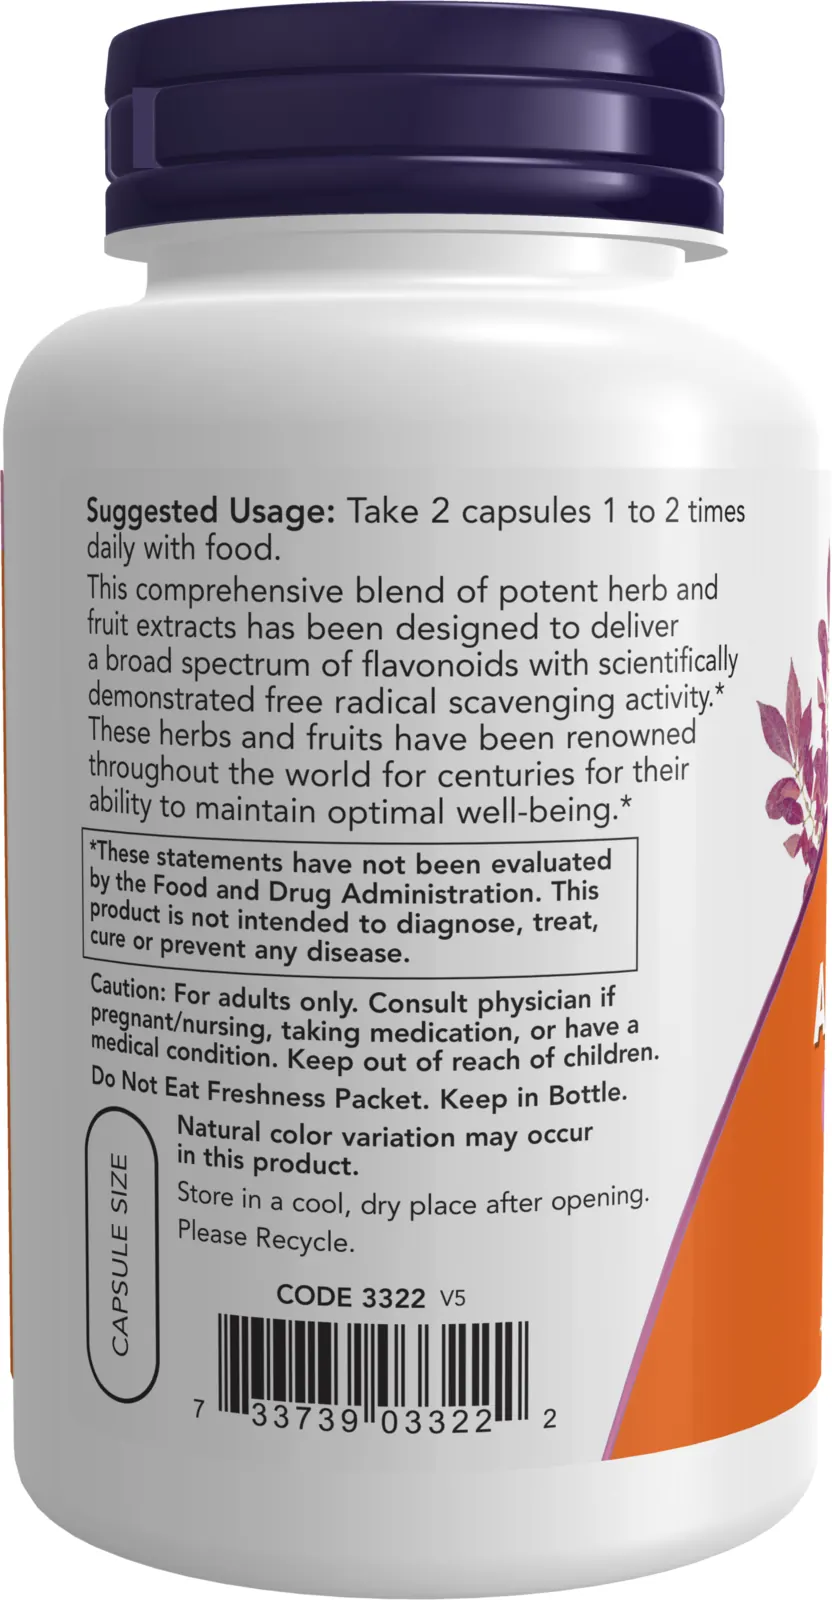 Suggested Usage: Take 2 capsules 1 to 2 times
daily with food.
This comprehensive blend of potent herb and
fruit extracts has been designed to deliver
a broad spectrum of flavonoids with scientifically
demonstrated free radical scavenging activity.*
These herbs and fruits have been renowned
throughout the world for centuries for their
ability to maintain optimal well-being.*
*These statements have not been evaluated
by the Food and Drug Administration. This
product is not intended to diagnose, treat,
cure or prevent any disease.
Caution: For adults only. Consult physician if
pregnant/nursing, taking medication, or have a
medical condition. Keep out of reach of children.
Do Not Eat Freshness Packet. Keep in Bottle.
Natural color variation may occur
in this product.
Store in a cool, dry place after opening.
Please Recycle.
CAPSULE SIZE
CODE 3322 V5
7 33739 03322 2